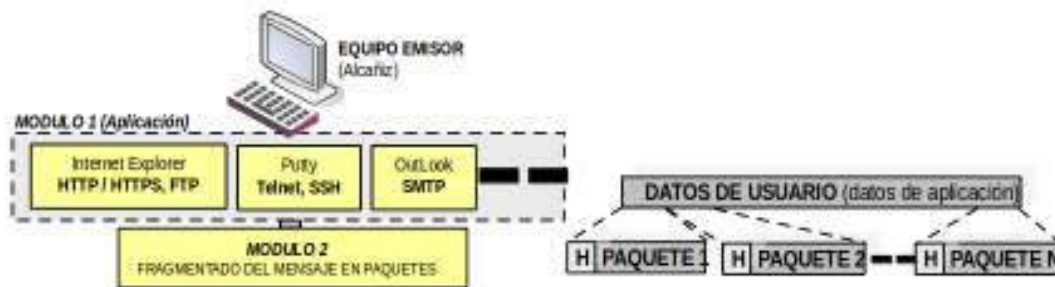 EQUIPO EMISOR
(Alcañiz)
MODULO 1 (Aplicación)
Internet Explorer
HTTP / HTTPS, FTP
Putty
Telnet, SSH
OutLook
SMTP
MODULO 2
FRAGMENTADO DEL MENSAJE EN PAQUETES
DATOS DE USUARIO (datos de aplicación)
H PAQUETE 1
H PAQUETE 2
H PAQUETE N